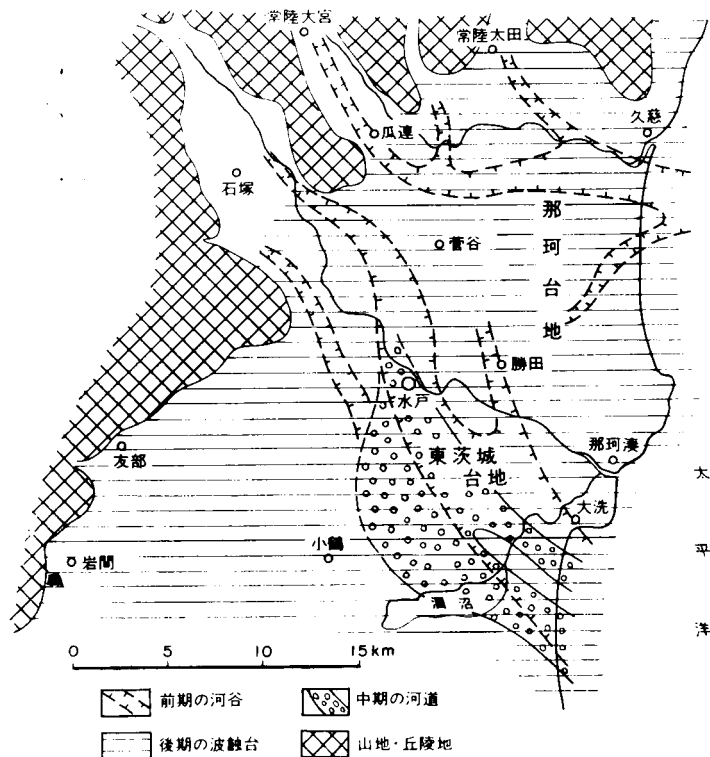 常陸大宮
常陸太田
久慈
瓜連
石塚
那珂台地
菅谷
勝田
水戸
那珂湊
友部
東茨城
台地
太平洋
大洗
小鶴
岩間
涸沼
0 5 10 15km
前期の河谷
中期の河道
後期の波触台
山地・丘陵地